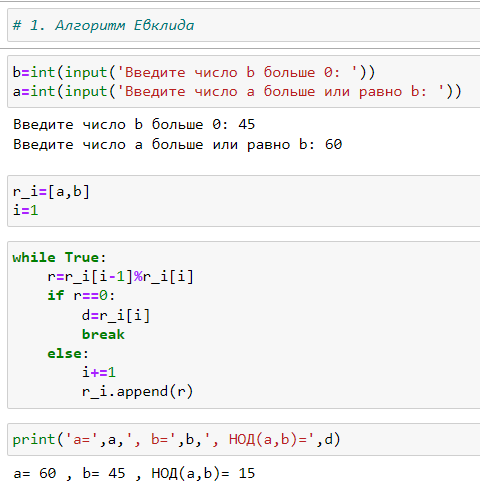 # 1. Алгоритм Евклида
b=int(input('Введите число b больше 0: '))
a=int(input('Введите число a больше или равно b: '))
Введите число b больше 0: 45
Введите число a больше или равно b: 60
r_i=[a,b]
i=1
while True:
    r=r_i[i-1]%r_i[i]
    if r==0:
        d=r_i[i]
        break
    else:
        i+=1
        r_i.append(r)
print('a=',a,', b=',b,', НОД(a,b)=',d)
a= 60 , b= 45 , НОД(a,b)= 15